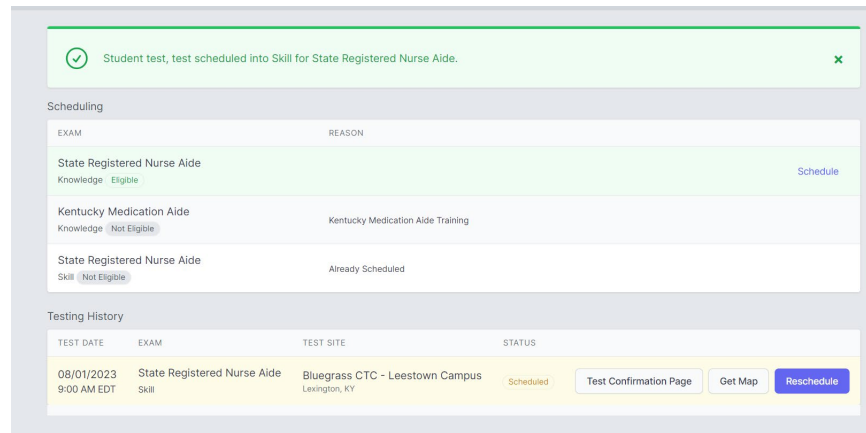 Student test, test scheduled into Skill for State Registered Nurse Aide.
Scheduling
EXAM REASON
State Registered Nurse Aide
Knowledge Eligible
Schedule
Kentucky Medication Aide
Knowledge Not Eligible
Kentucky Medication Aide Training
State Registered Nurse Aide
Skill Not Eligible
Already Scheduled
Testing History
TEST DATE EXAM TEST SITE STATUS
08/01/2023
9:00 AM EDT
State Registered Nurse Aide
Skill
Bluegrass CTC - Leestown Campus
Lexington, KY
Scheduled
Test Confirmation Page
Get Map
Reschedule